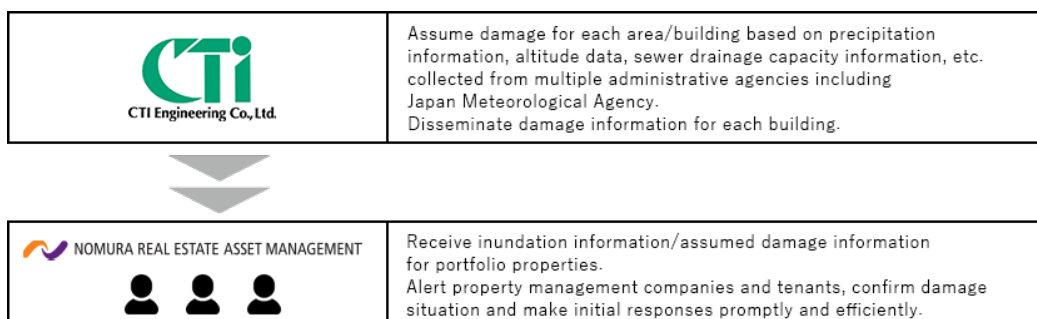 CTi
CTI Engineering Co., Ltd.
Assume damage for each area/building based on precipitation
information, altitude data, sewer drainage capacity information, etc.
collected from multiple administrative agencies including
Japan Meteorological Agency.
Disseminate damage information for each building.
NOMURA REAL ESTATE ASSET MANAGEMENT
Receive inundation information/assumed damage information
for portfolio properties.
Alert property management companies and tenants, confirm damage
situation and make initial responses promptly and efficiently.